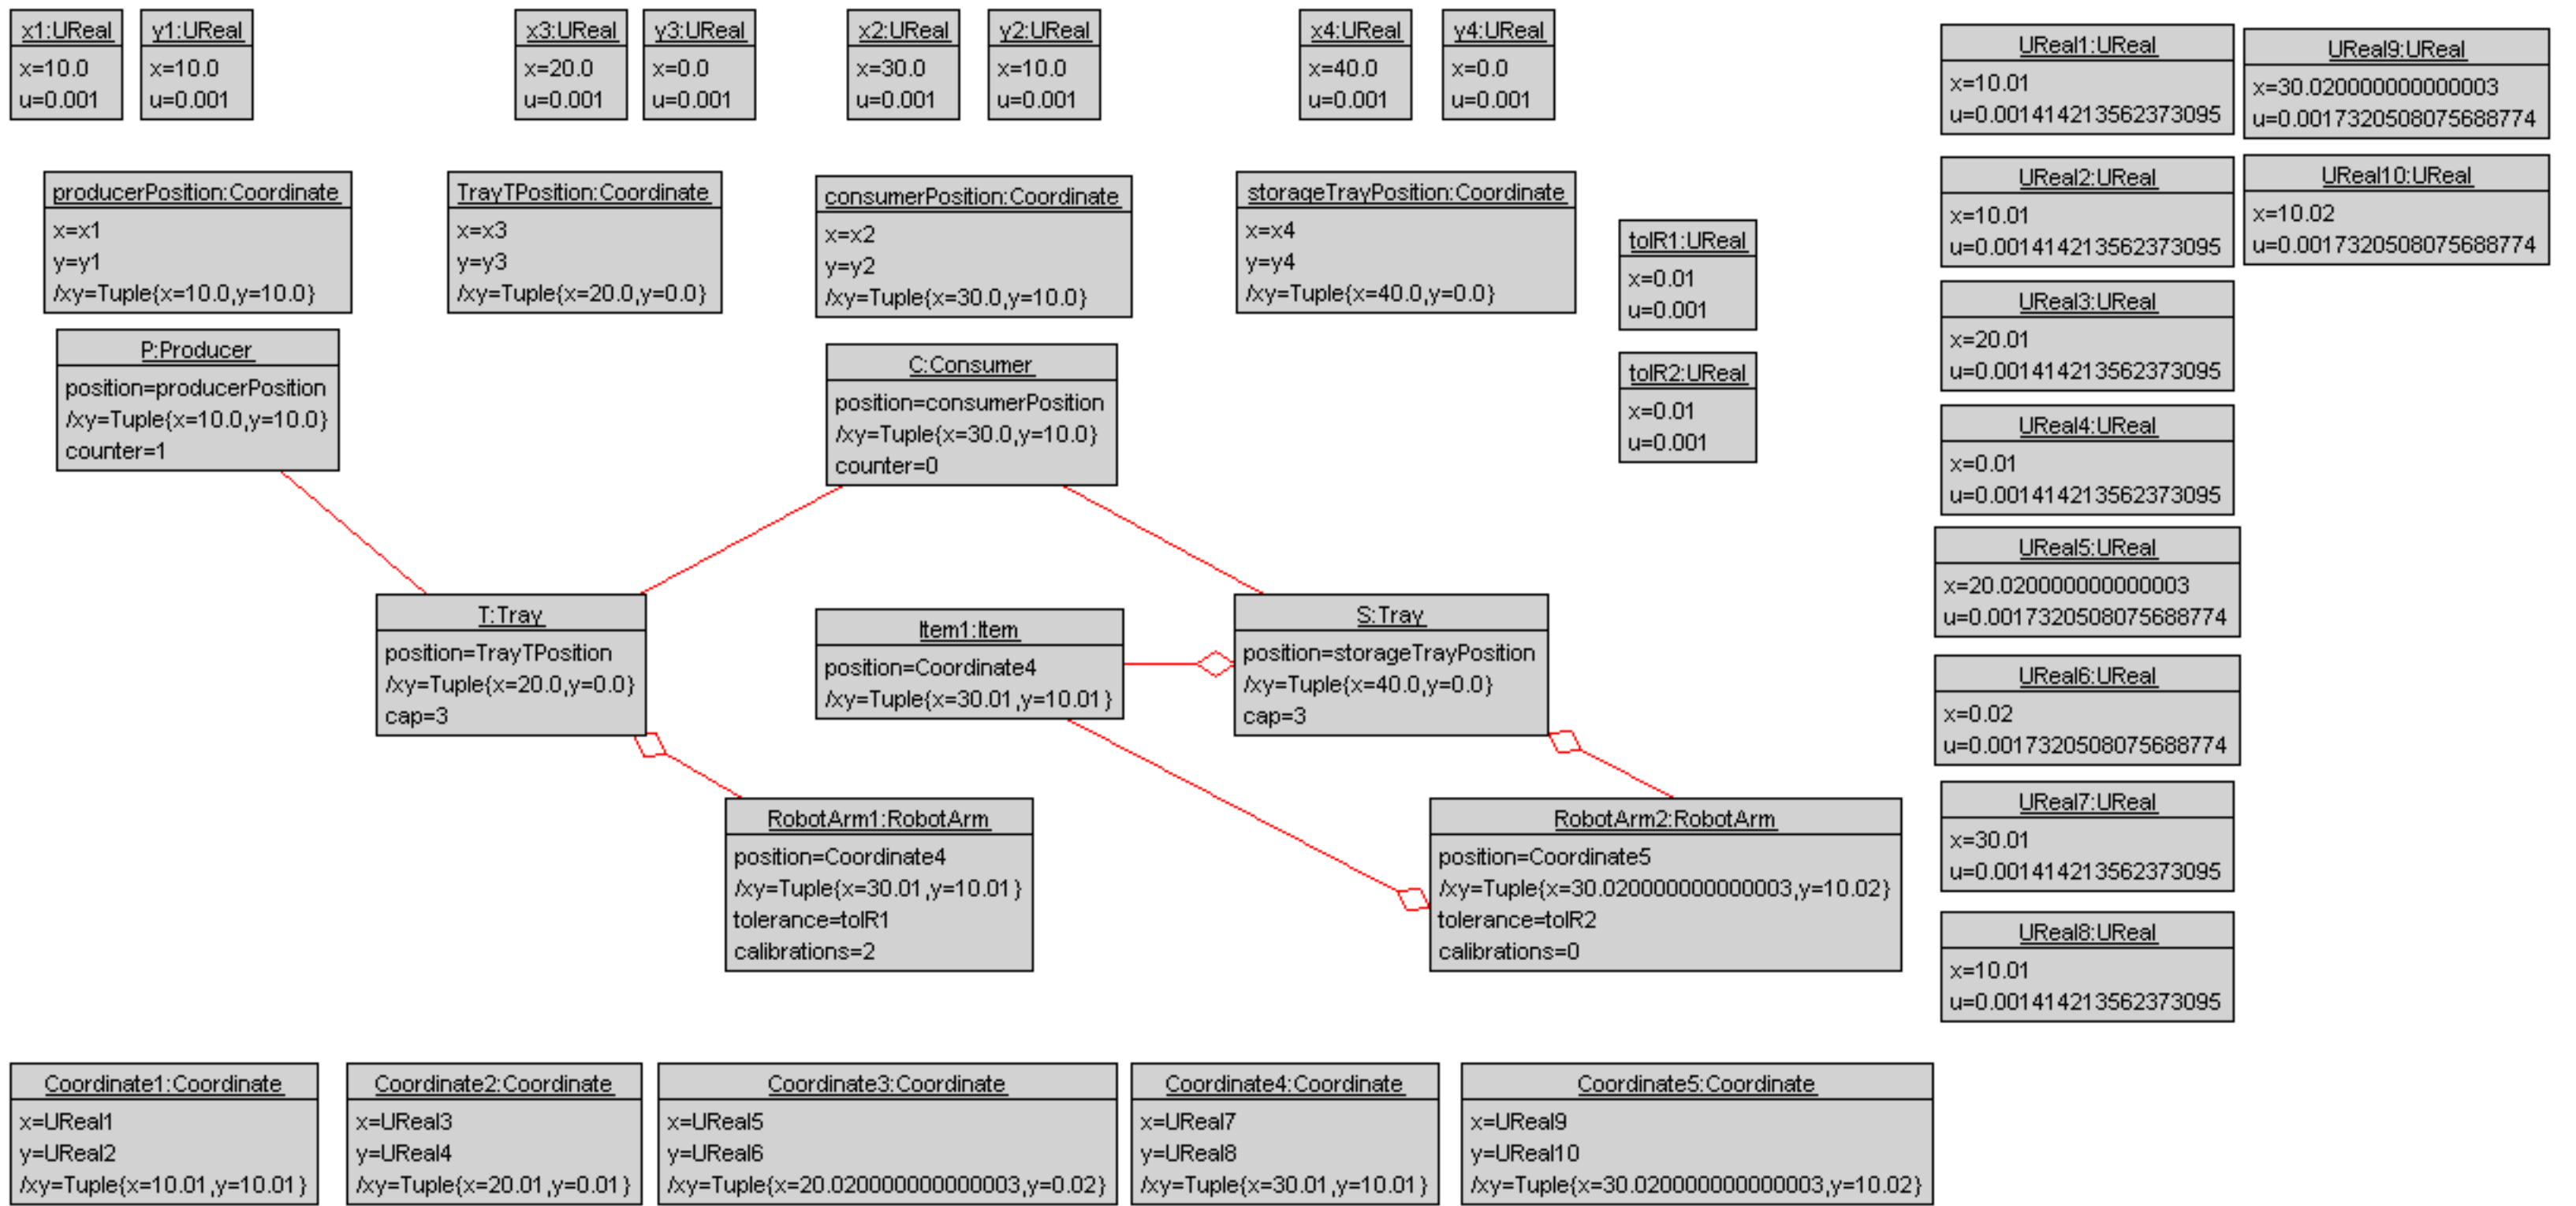 x1:UReal
x=10.0
u=0.001
y1:UReal
x=10.0
u=0.001
x3:UReal
x=20.0
u=0.001
y3:UReal
x=0.0
u=0.001
x2:UReal
x=30.0
u=0.001
y2:UReal
x=10.0
u=0.001
x4:UReal
x=40.0
u=0.001
y4:UReal
x=0.0
u=0.001
UReal1:UReal
x=10.01
u=0.001414213562373095
UReal9:UReal
x=30.020000000000003
u=0.0017320508075688774
producerPosition:Coordinate
x=x1
y=y1
/xy=Tuple{x=10.0,y=10.0}
TrayTPosition:Coordinate
x=x3
y=y3
/xy=Tuple{x=20.0,y=0.0}
consumerPosition:Coordinate
x=x2
y=y2
/xy=Tuple{x=30.0,y=10.0}
storageTrayPosition:Coordinate
x=x4
y=y4
/xy=Tuple{x=40.0,y=0.0}
tolR1:UReal
x=0.01
u=0.001
UReal2:UReal
x=10.01
u=0.001414213562373095
UReal10:UReal
x=10.02
u=0.0017320508075688774
UReal3:UReal
x=20.01
u=0.001414213562373095
P:Producer
position=producerPosition
/xy=Tuple{x=10.0,y=10.0}
counter=1
C:Consumer
position=consumerPosition
/xy=Tuple{x=30.0,y=10.0}
counter=0
tolR2:UReal
x=0.01
u=0.001
UReal4:UReal
x=0.01
u=0.001414213562373095
UReal5:UReal
x=20.020000000000003
u=0.0017320508075688774
T:Tray
position=TrayTPosition
/xy=Tuple{x=20.0,y=0.0}
cap=3
Item1:Item
position=Coordinate4
/xy=Tuple{x=30.01,y=10.01}
S:Tray
position=storageTrayPosition
/xy=Tuple{x=40.0,y=0.0}
cap=3
UReal6:UReal
x=0.02
u=0.0017320508075688774
RobotArm1:RobotArm
position=Coordinate4
/xy=Tuple{x=30.01,y=10.01}
tolerance=tolR1
calibrations=2
RobotArm2:RobotArm
position=Coordinate5
/xy=Tuple{x=30.020000000000003,y=10.02}
tolerance=tolR2
calibrations=0
UReal7:UReal
x=30.01
u=0.001414213562373095
UReal8:UReal
x=10.01
u=0.001414213562373095
Coordinate1:Coordinate
x=UReal1
y=UReal2
/xy=Tuple{x=10.01,y=10.01}
Coordinate2:Coordinate
x=UReal3
y=UReal4
/xy=Tuple{x=20.01,y=0.01}
Coordinate3:Coordinate
x=UReal5
y=UReal6
/xy=Tuple{x=20.020000000000003,y=0.02}
Coordinate4:Coordinate
x=UReal7
y=UReal8
/xy=Tuple{x=30.01,y=10.01}
Coordinate5:Coordinate
x=UReal9
y=UReal10
/xy=Tuple{x=30.020000000000003,y=10.02}